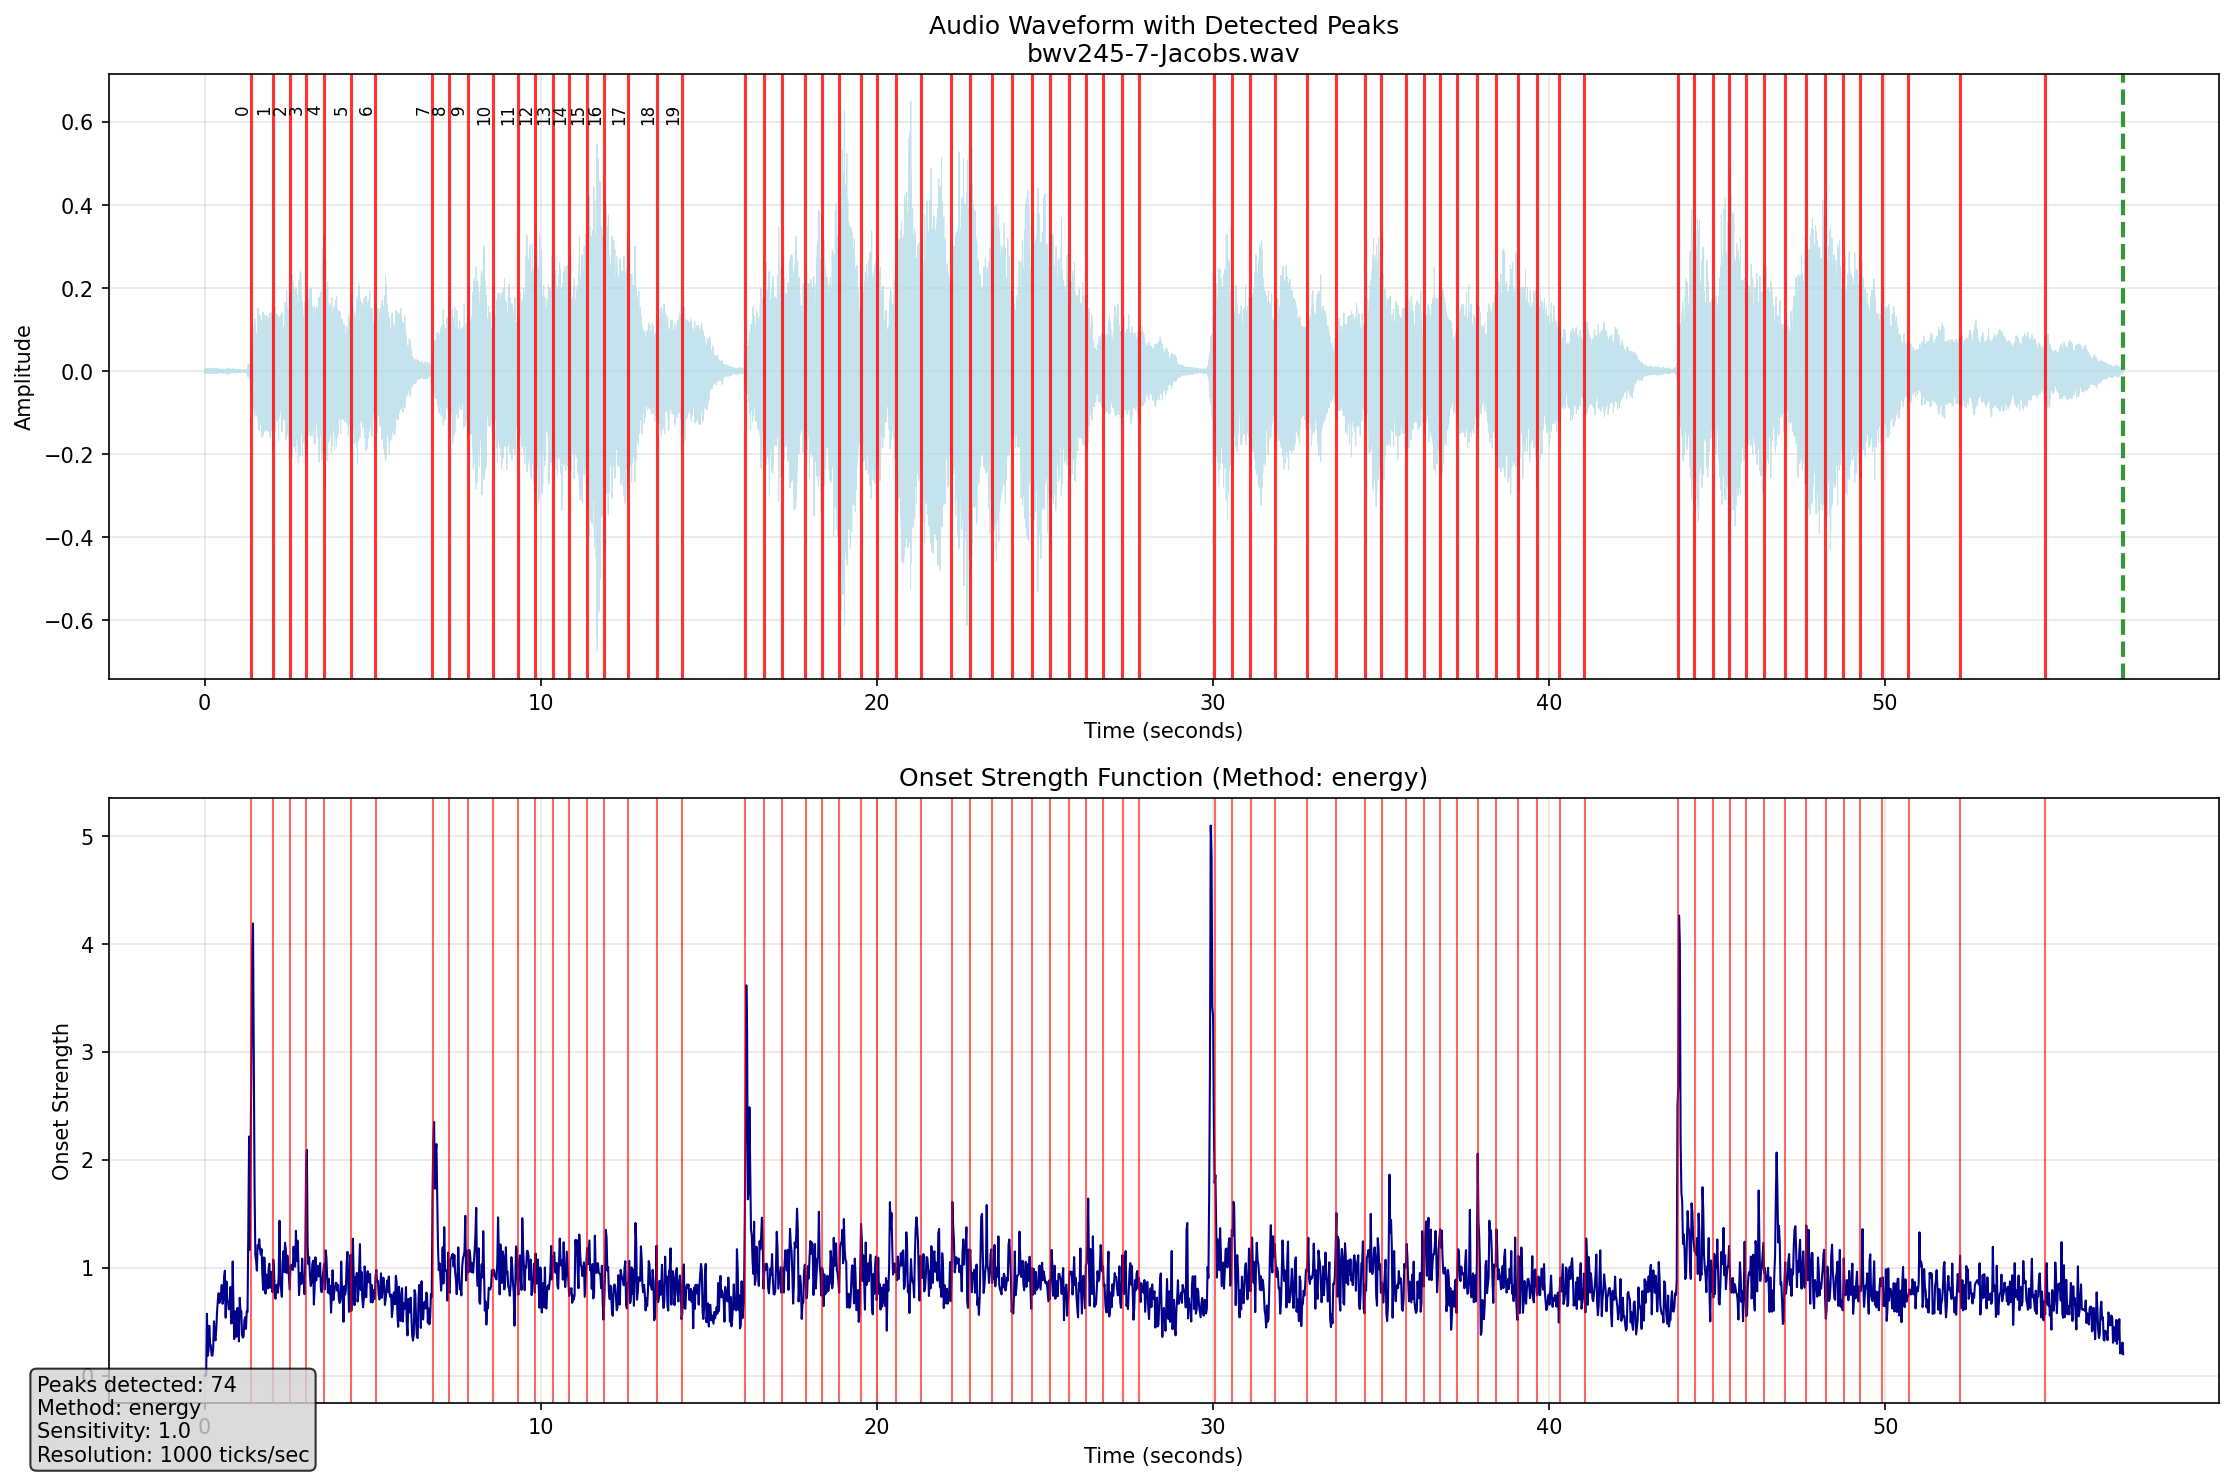 Audio Waveform with Detected Peaks
bwv245-7-Jacobs.wav
0 1 2 3 4 5 6 7 8 9 10 11 12 13 14 15 16 17 18 19
Amplitude
0.6
0.4
0.2
0.0
−0.2
−0.4
−0.6
0 10 20 30 40 50
Time (seconds)
Onset Strength Function (Method: energy)
Onset Strength
5
4
3
2
1
0
0 10 20 30 40 50
Time (seconds)
Peaks detected: 74
Method: energy
Sensitivity: 1.0
Resolution: 1000 ticks/sec